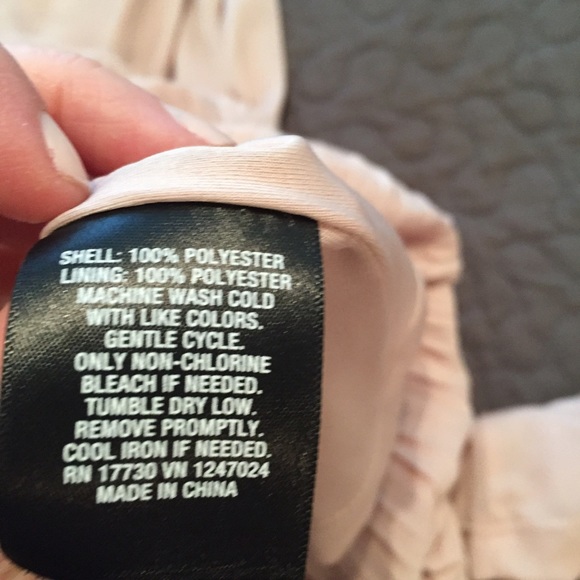 SHELL: 100% POLYESTER
LINING: 100% POLYESTER
MACHINE WASH COLD
WITH LIKE COLORS.
GENTLE CYCLE.
ONLY NON-CHLORINE
BLEACH IF NEEDED.
TUMBLE DRY LOW.
REMOVE PROMPTLY.
COOL IRON IF NEEDED.
RN 17730 VN 1247024
MADE IN CHINA